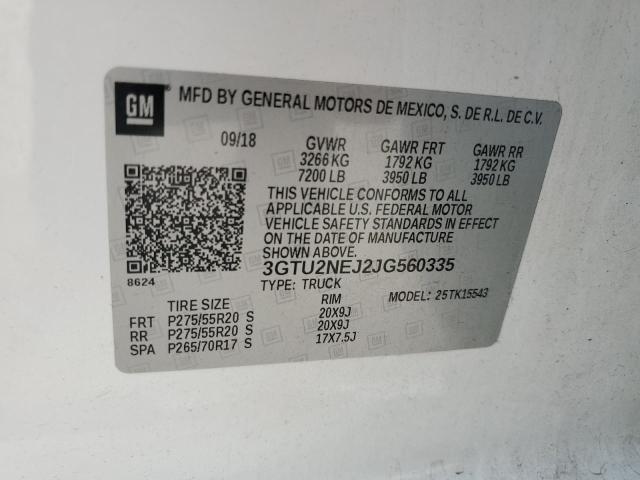 GM MFD BY GENERAL MOTORS DE MEXICO, S. DE R.L. DE C.V.
09/18 GVWR GAWR FRT GAWR RR
3266 KG 1792 KG 1792 KG
7200 LB 3950 LB 3950 LB
THIS VEHICLE CONFORMS TO ALL
APPLICABLE U.S. FEDERAL MOTOR
VEHICLE SAFETY STANDARDS IN EFFECT
ON THE DATE OF MANUFACTURE
SHOWN ABOVE.
8624 3GTU2NEJ2JG560335
TYPE: TRUCK MODEL: 25TK15543
TIRE SIZE RIM
FRT P275/55R20 S 20X9J
RR P275/55R20 S 20X9J
SPA P265/70R17 S 17X7.5J